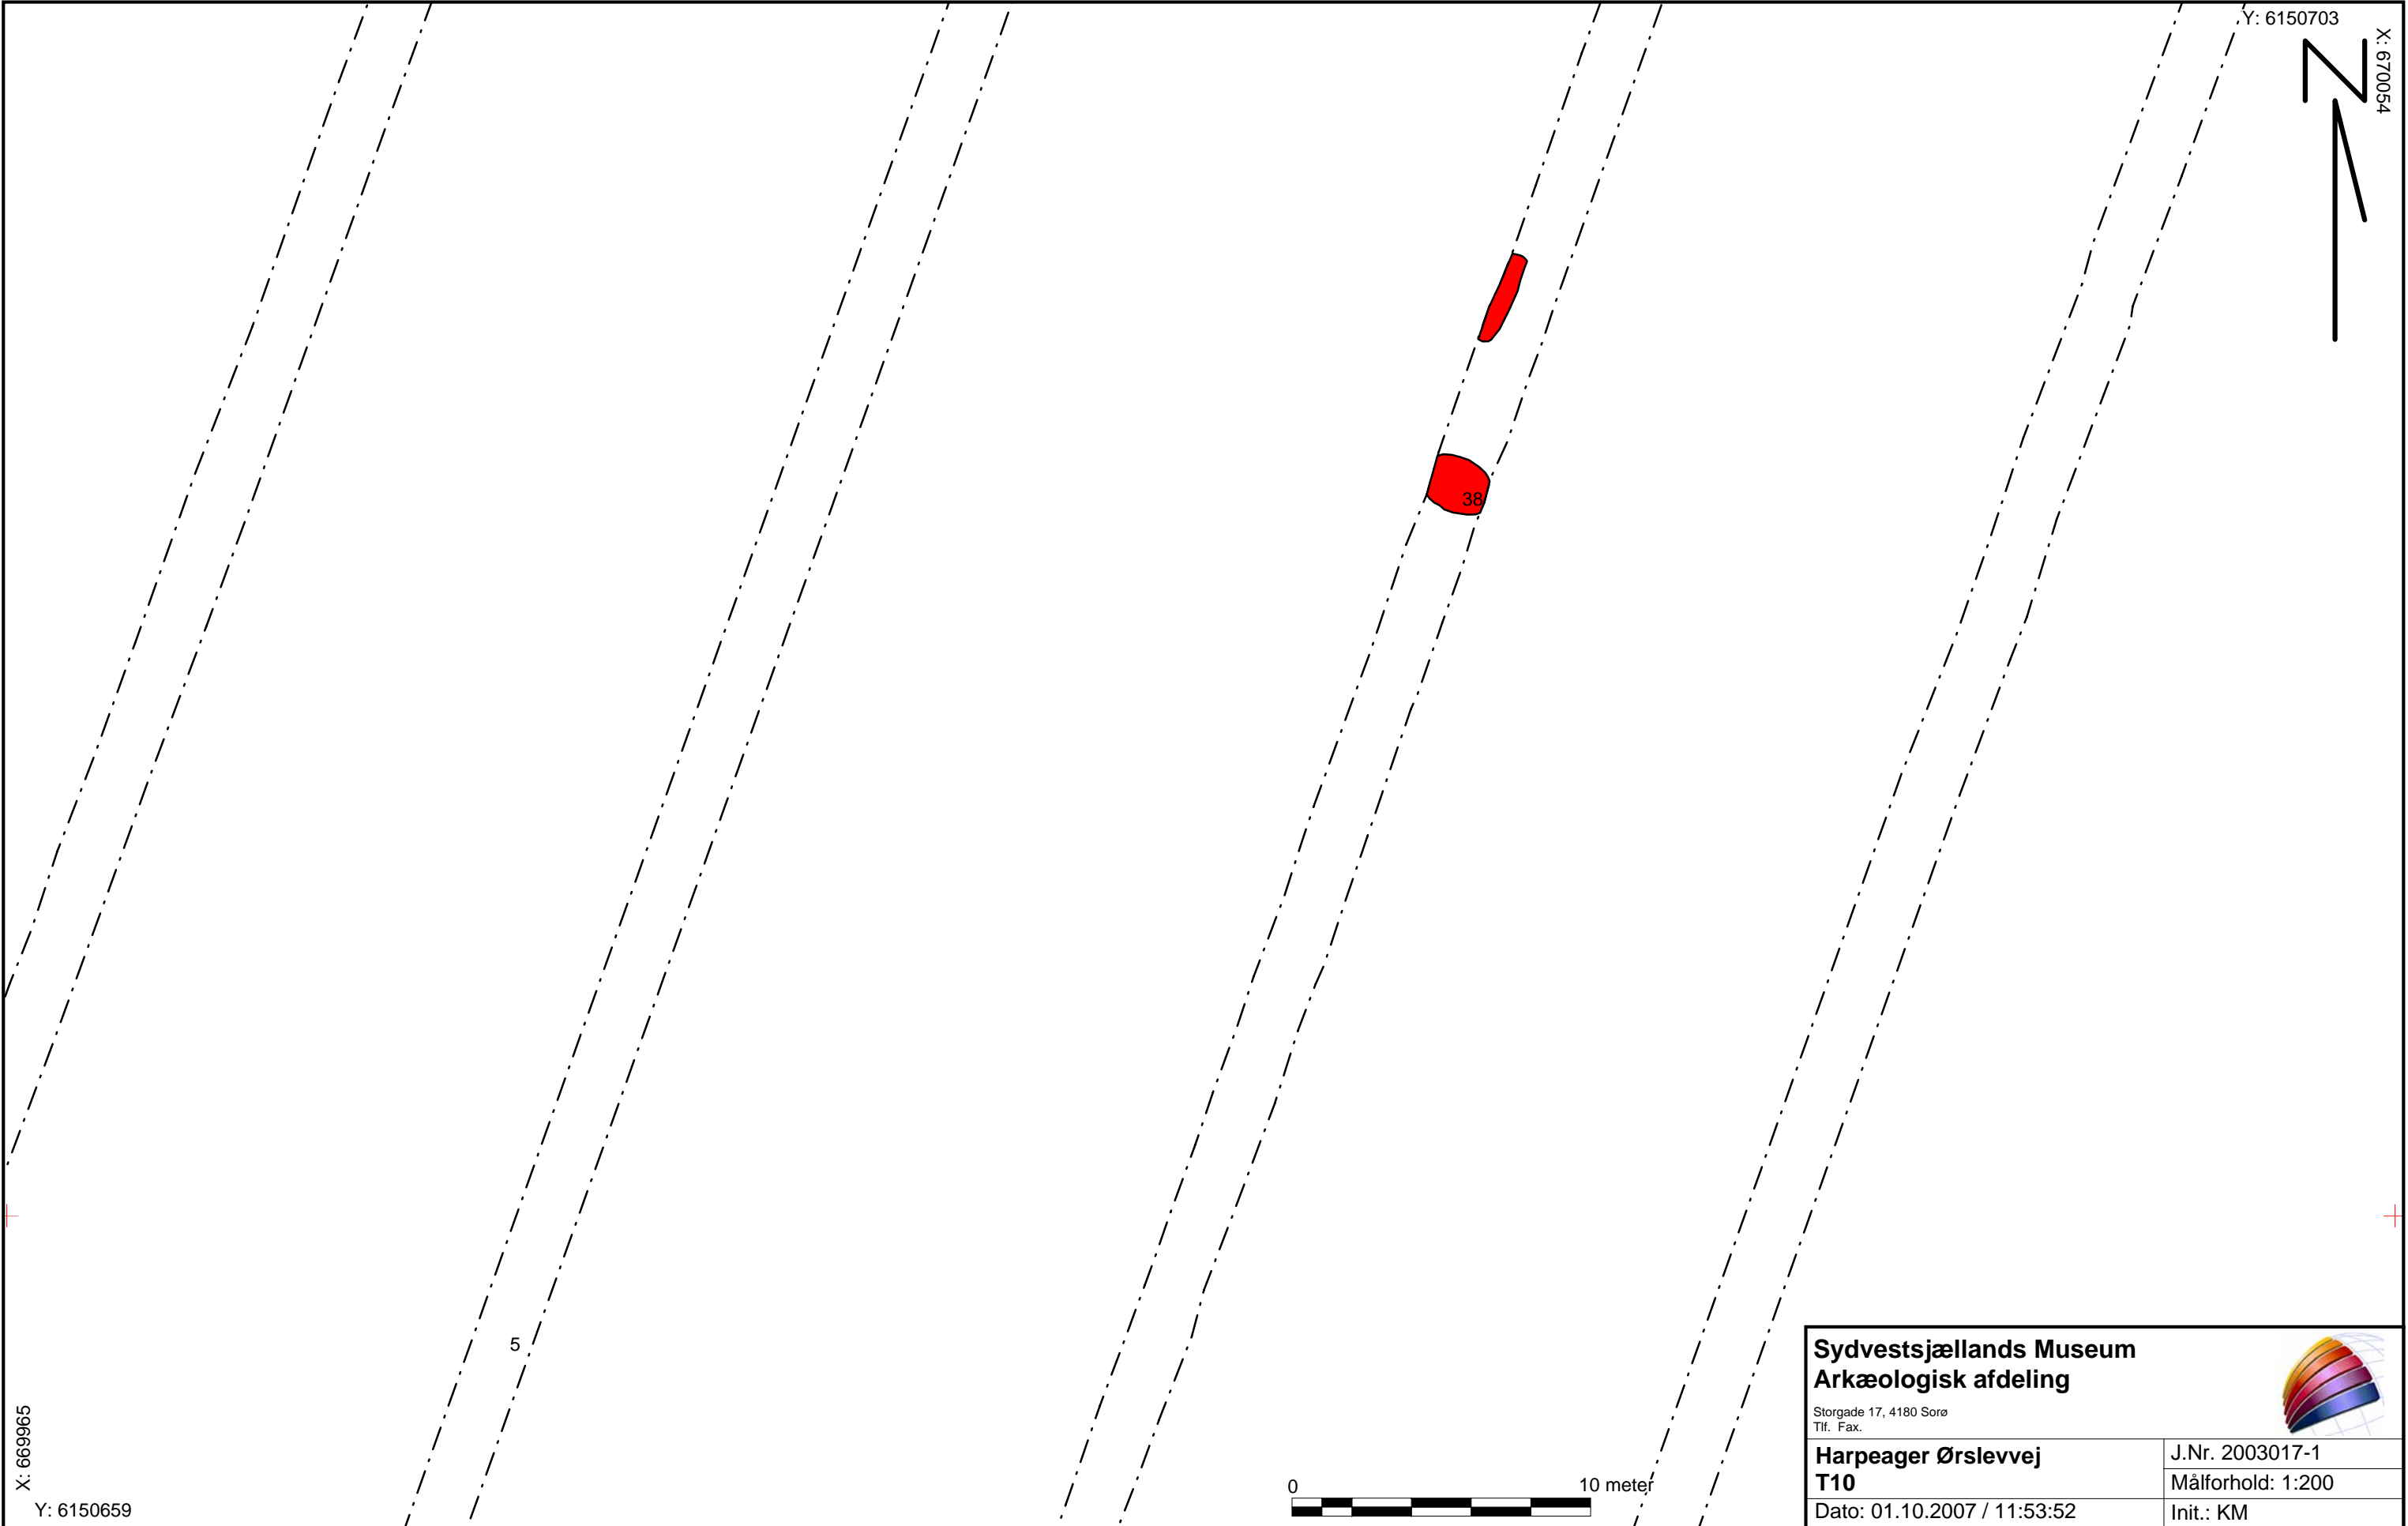 Y: 6150703
X: 670054
38
5
X: 669965
Y: 6150659
0 10 meter
Sydvestsjællands Museum
Arkæologisk afdeling
Storgade 17, 4180 Sorø
Tlf. Fax.
Harpeager Ørslevvej
T10
J.Nr. 2003017-1
Målforhold: 1:200
Dato: 01.10.2007 / 11:53:52
Init.: KM